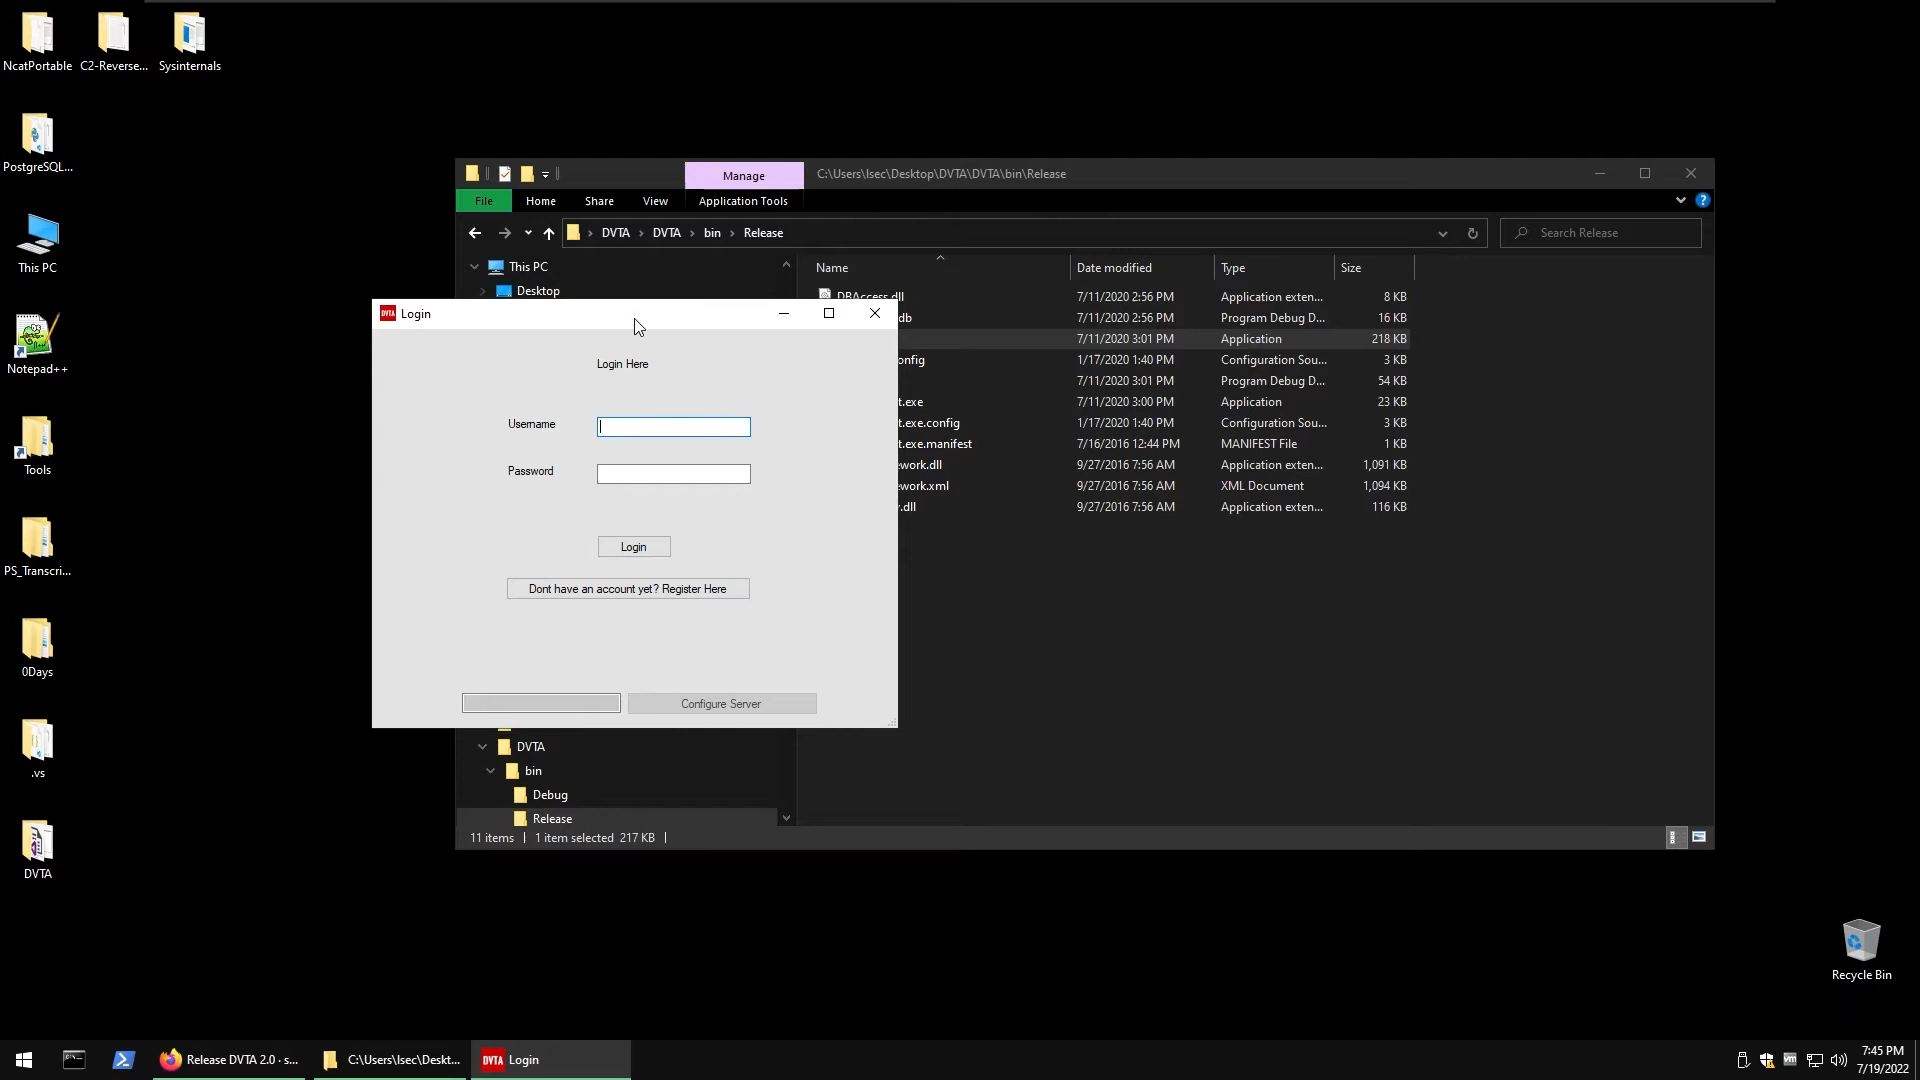 NcatPortable
C2-Reverse...
Sysinternals
PostgreSQL...
This PC
Notepad++
Tools
PS_Transcri...
0Days
.vs
DVTA
Manage
C:\Users\lsec\Desktop\DVTA\DVTA\bin\Release
File
Home
Share
View
Application Tools
?
› DVTA › DVTA › bin › Release
Search Release
This PC
Desktop
Name
Date modified
Type
Size
DBAccess.dll 7/11/2020 2:56 PM Application exten... 8 KB
db 7/11/2020 2:56 PM Program Debug D... 16 KB
7/11/2020 3:01 PM Application 218 KB
onfig 1/17/2020 1:40 PM Configuration Sou... 3 KB
7/11/2020 3:01 PM Program Debug D... 54 KB
t.exe 7/11/2020 3:00 PM Application 23 KB
t.exe.config 1/17/2020 1:40 PM Configuration Sou... 3 KB
t.exe.manifest 7/16/2016 12:44 PM MANIFEST File 1 KB
ework.dll 9/27/2016 7:56 AM Application exten... 1,091 KB
ework.xml 9/27/2016 7:56 AM XML Document 1,094 KB
.dll 9/27/2016 7:56 AM Application exten... 116 KB
DVTA Login
Login Here
Username
Password
Login
Dont have an account yet? Register Here
Configure Server
DVTA
bin
Debug
Release
11 items | 1 item selected 217 KB |
Recycle Bin
Release DVTA 2.0 · s...
C:\Users\lsec\Deskt...
DVTA Login
vm
7:45 PM
7/19/2022